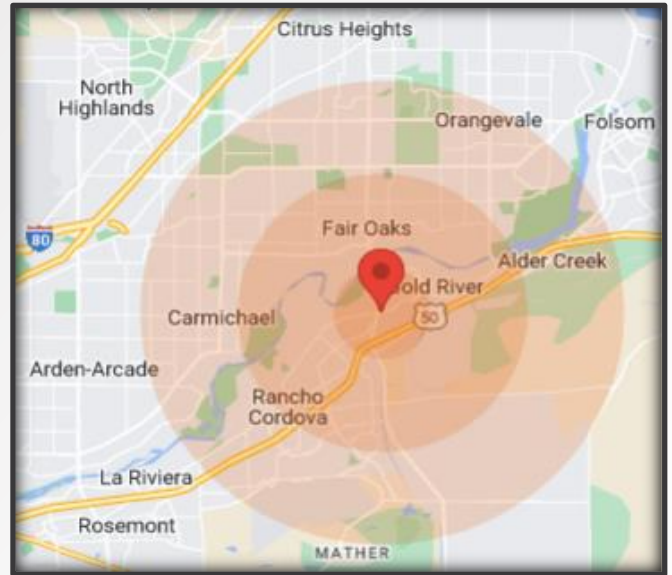 Citrus Heights
North
Highlands
Orangevale
Folsom
Fair Oaks
80
Alder Creek
old River
Carmichael
50
Arden-Arcade
Rancho
Cordova
La Riviera
Rosemont
MATHER